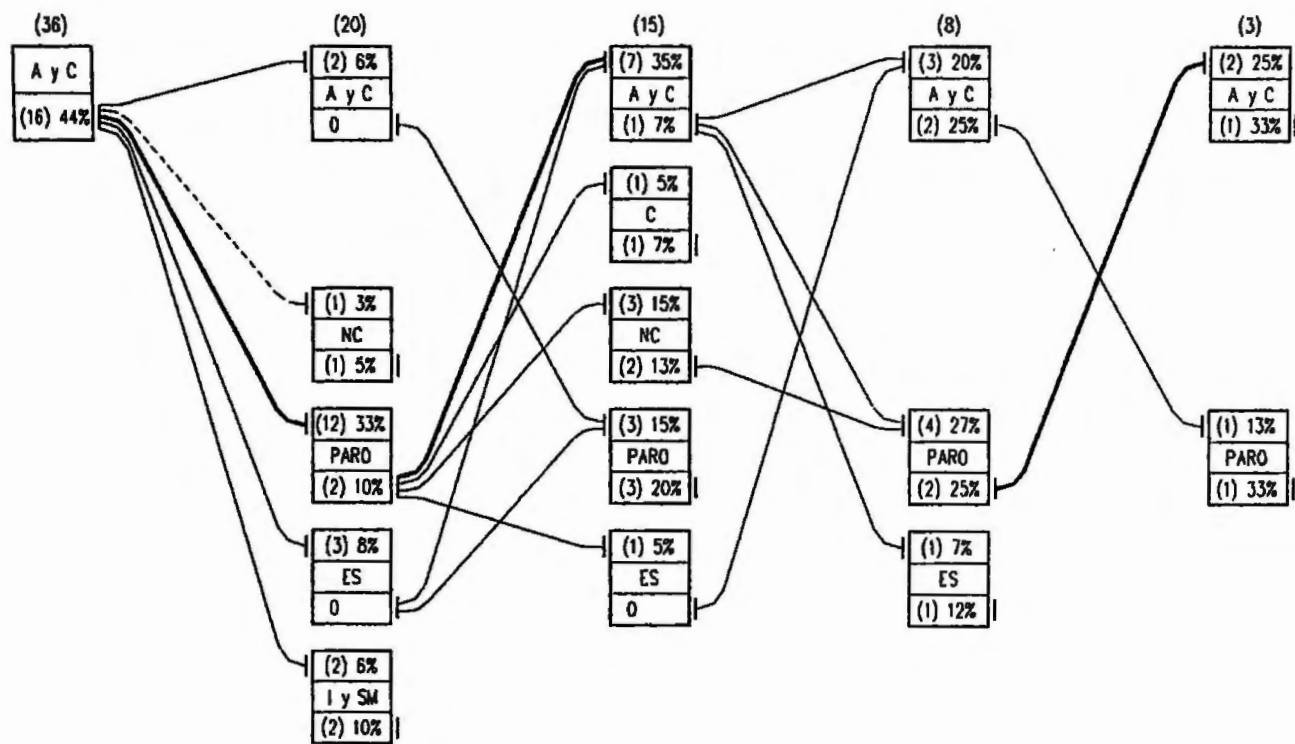 (36)
A y C
(16) 44%
(20)
(2) 6%
A y C
0
(1) 3%
NC
(1) 5%
(12) 33%
PARO
(2) 10%
(3) 8%
ES
0
(2) 6%
I y SM
(2) 10%
(15)
(7) 35%
A y C
(1) 7%
(1) 5%
C
(1) 7%
(3) 15%
NC
(2) 13%
(3) 15%
PARO
(3) 20%
(1) 5%
ES
0
(8)
(3) 20%
A y C
(2) 25%
(4) 27%
PARO
(2) 25%
(1) 7%
ES
(1) 12%
(3)
(2) 25%
A y C
(1) 33%
(1) 13%
PARO
(1) 33%